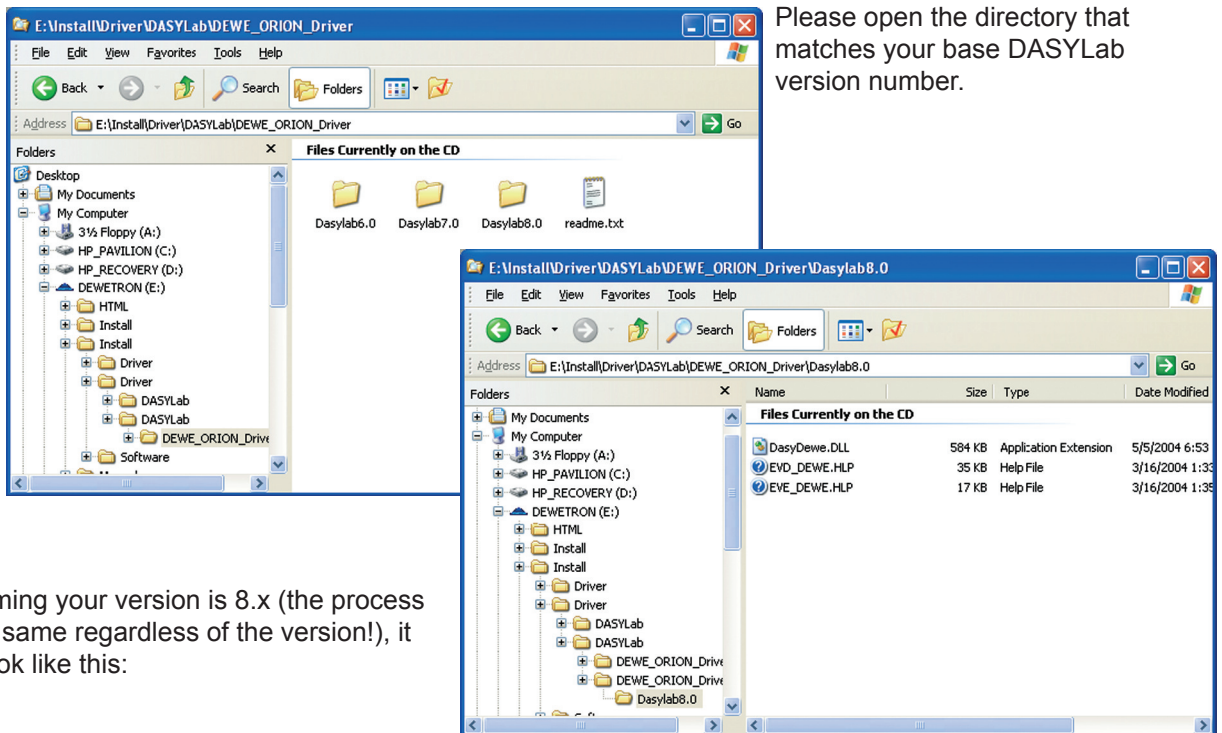 E:\Install\Driver\DASYLab\DEWE_ORION_Driver
File Edit View Favorites Tools Help
Back Search Folders
Address E:\Install\Driver\DASYLab\DEWE_ORION_Driver Go
Folders
Desktop
My Documents
My Computer
3½ Floppy (A:)
HP_PAVILION (C:)
HP_RECOVERY (D:)
DEWETRON (E:)
HTML
Install
Install
Driver
Driver
DASYLab
DASYLab
DEWE_ORION_Drive
Software
Files Currently on the CD
Dasylab6.0 Dasylab7.0 Dasylab8.0 readme.txt
Please open the directory that
matches your base DASYLab
version number.
E:\Install\Driver\DASYLab\DEWE_ORION_Driver\Dasylab8.0
File Edit View Favorites Tools Help
Back Search Folders
Address E:\Install\Driver\DASYLab\DEWE_ORION_Driver\Dasylab8.0 Go
Folders
My Documents
My Computer
3½ Floppy (A:)
HP_PAVILION (C:)
HP_RECOVERY (D:)
DEWETRON (E:)
HTML
Install
Install
Driver
Driver
DASYLab
DASYLab
DEWE_ORION_Drive
DEWE_ORION_Drive
Dasylab8.0
Name Size Type Date Modified
Files Currently on the CD
DasyDewe.DLL 584 KB Application Extension 5/5/2004 6:53
EVD_DEWE.HLP 35 KB Help File 3/16/2004 1:33
EVE_DEWE.HLP 17 KB Help File 3/16/2004 1:35
ming your version is 8.x (the process
same regardless of the version!), it
ok like this: